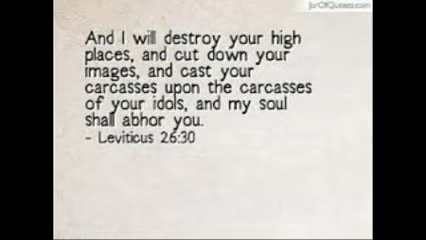 JarOfQuotes.com
And I will destroy your high
places, and cut down your
images, and cast your
carcasses upon the carcasses
of your idols, and my soul
shall abhor you.
- Leviticus 26:30